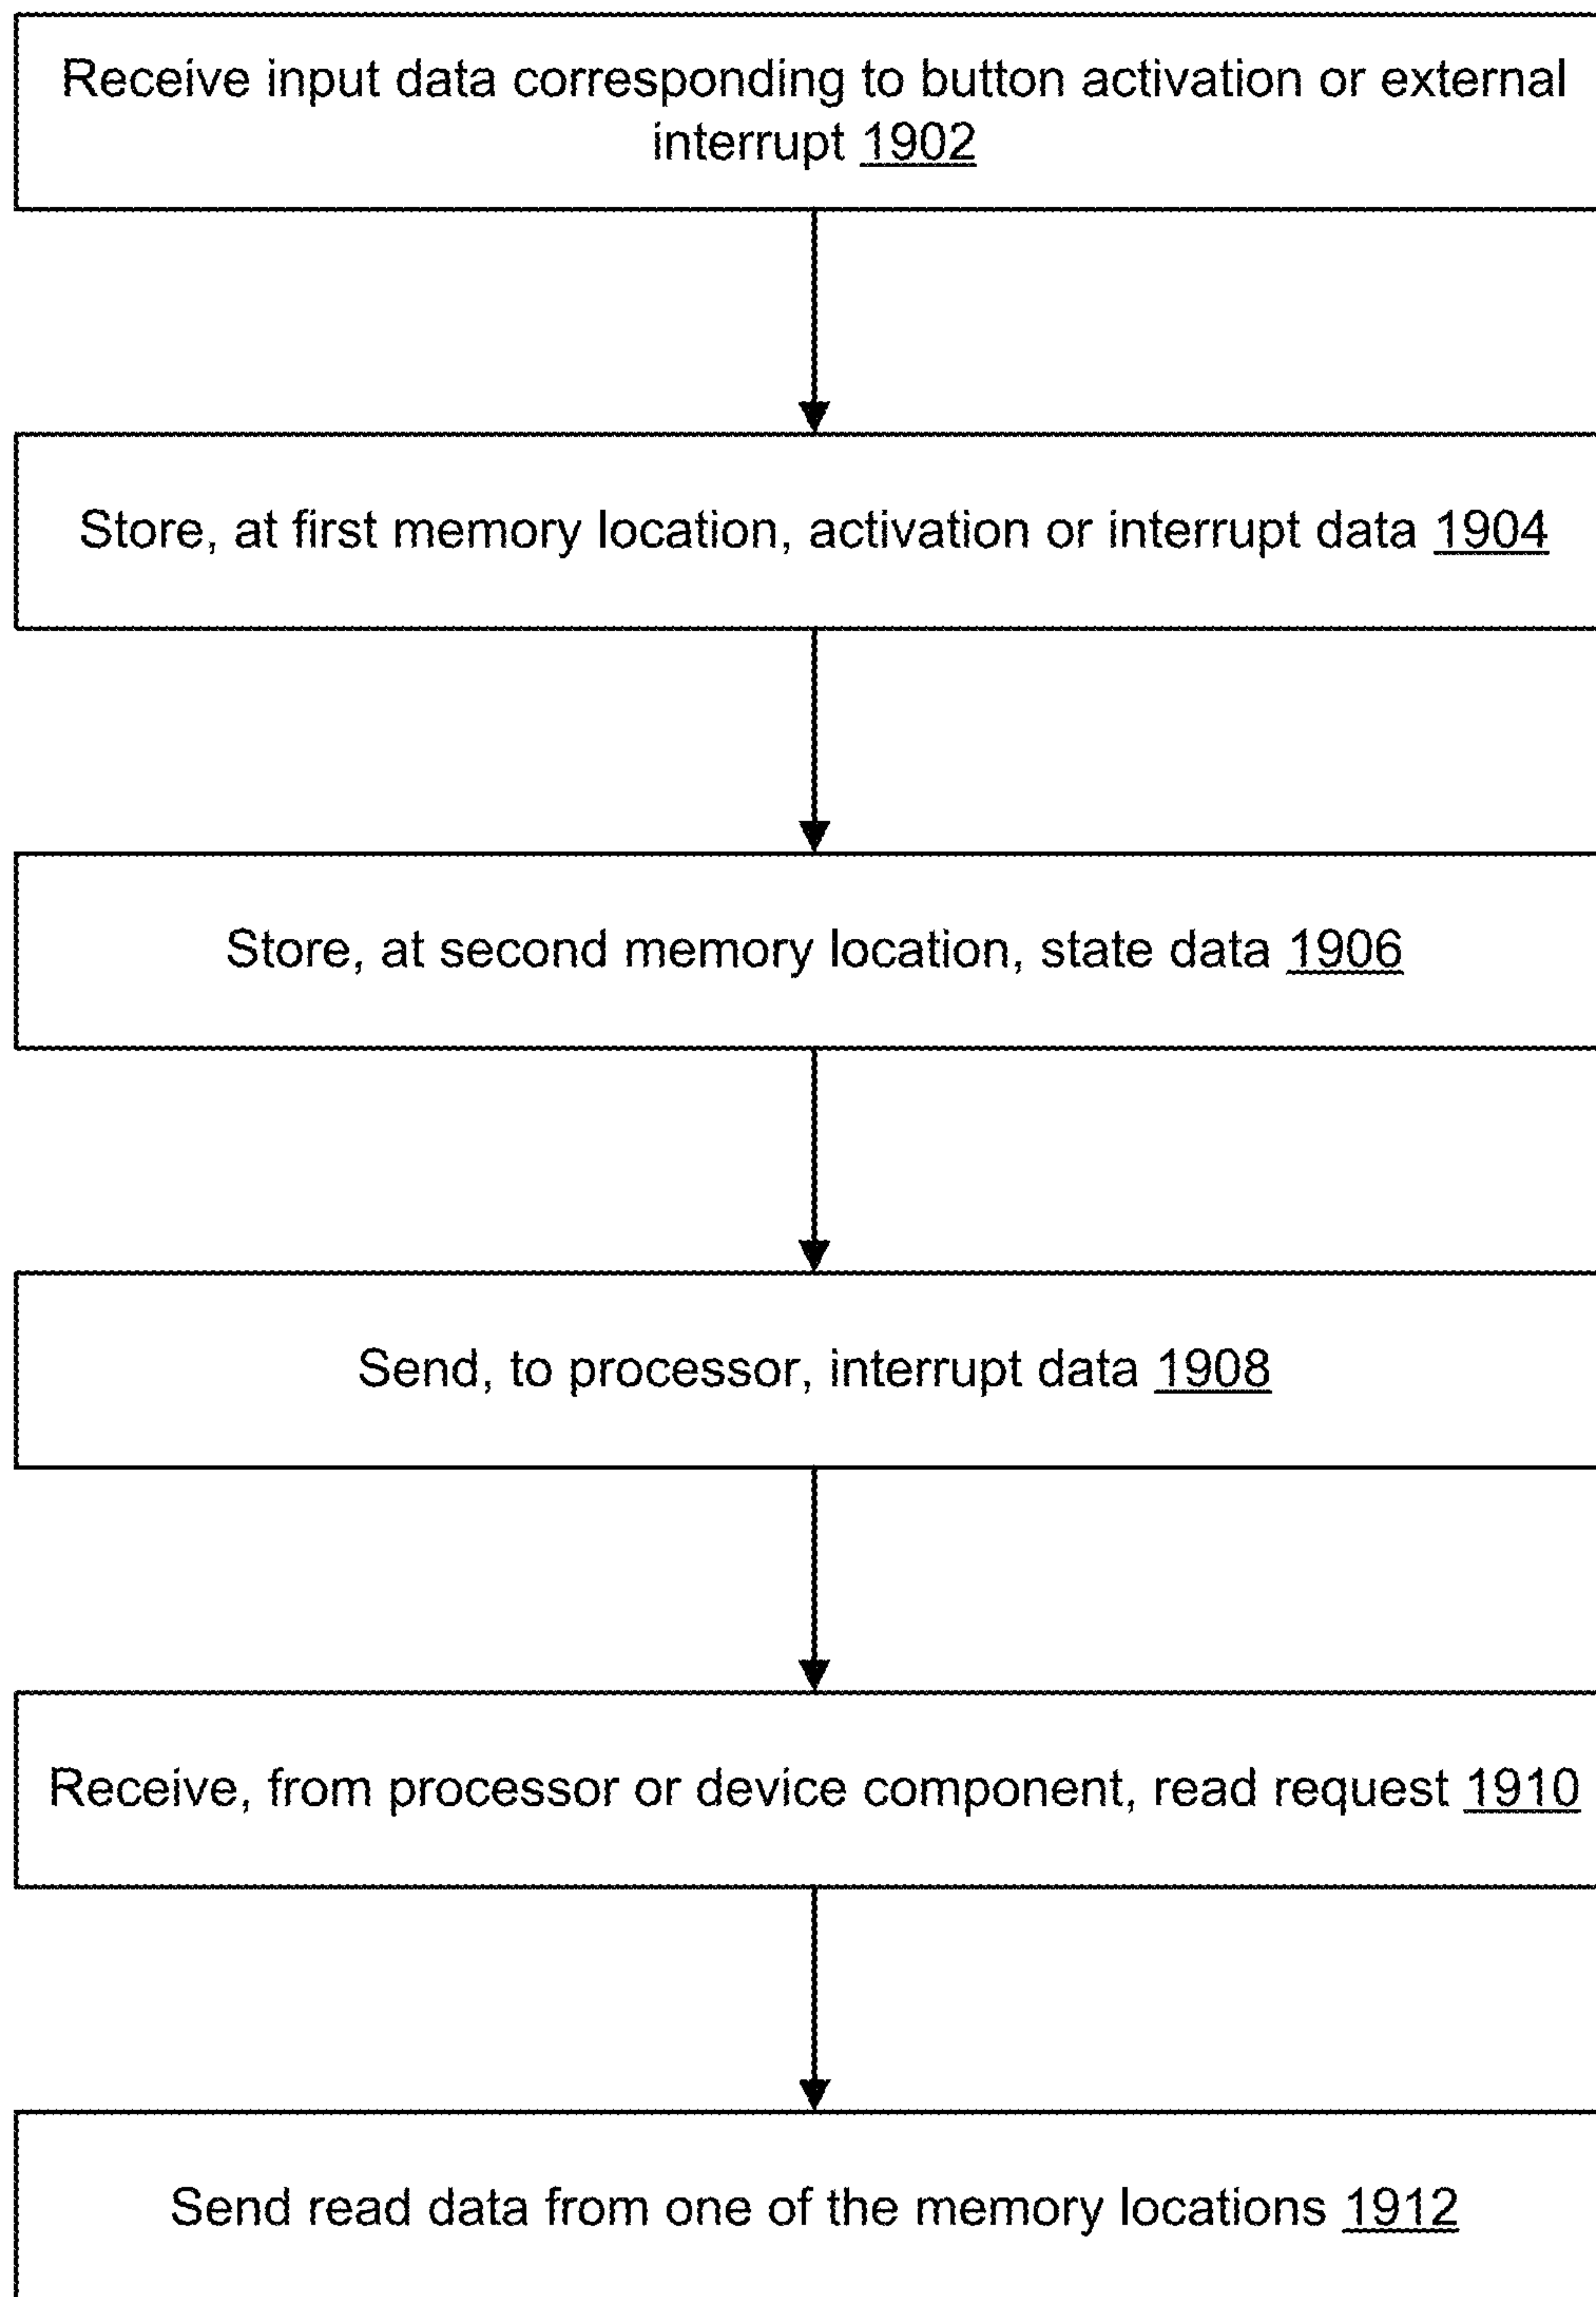 Receive input data corresponding to button activation or external
interrupt 1902
Store, at first memory location, activation or interrupt data 1904
Store, at second memory location, state data 1906
Send, to processor, interrupt data 1908
Receive, from processor or device component, read request 1910
Send read data from one of the memory locations 1912